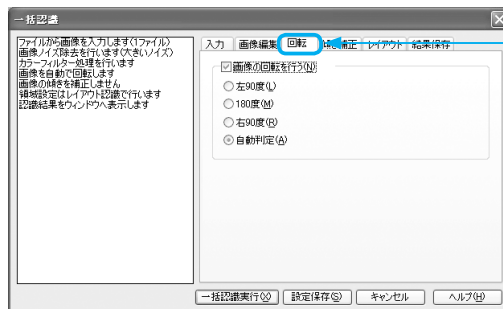 一括認識
ファイルから画像を入力します(1ファイル)
画像ノイズ除去を行います(大きいノイズ)
カラーフィルター処理を行います
画像を自動で回転します
画像の傾きを補正しません
領域設定はレイアウト認識で行います
認識結果をウィンドウへ表示します
入力 画像編集 回転 傾き補正 レイアウト 結果保存
画像の回転を行う(N)
左90度(L)
180度(M)
右90度(R)
自動判定(A)
一括認識実行(X) 設定保存(S) キャンセル ヘルプ(H)